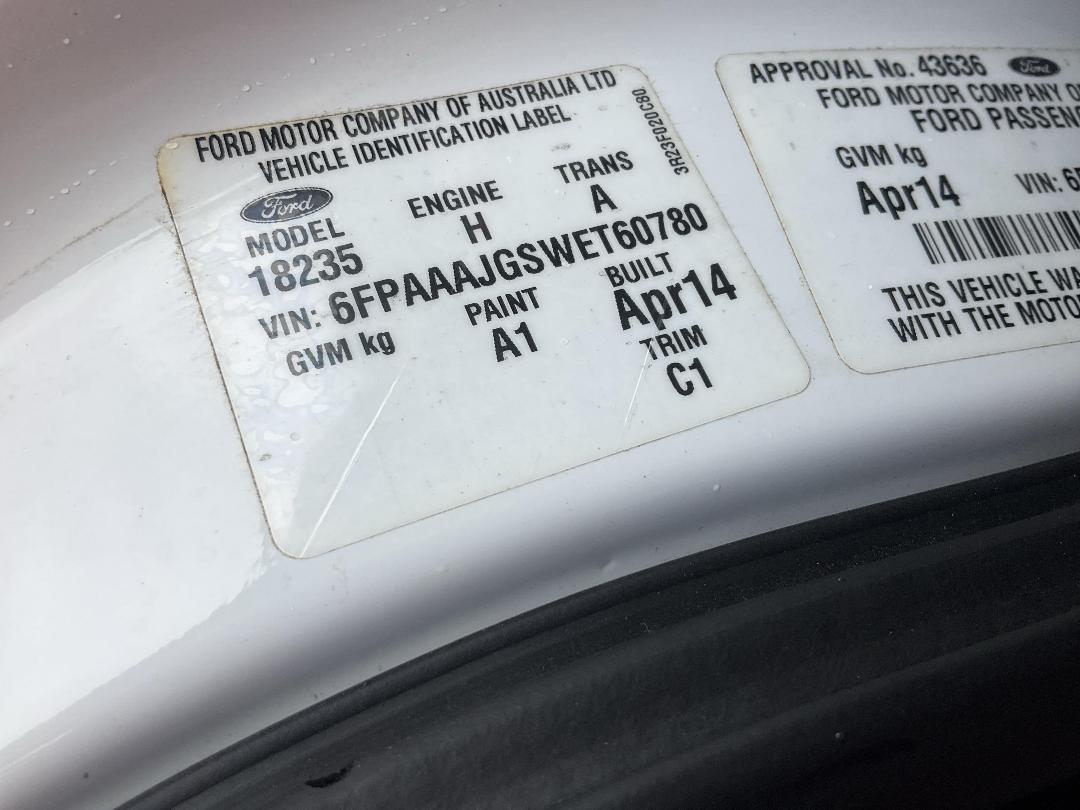 FORD MOTOR COMPANY OF AUSTRALIA LTD
VEHICLE IDENTIFICATION LABEL
3R23F020C80
Ford
ENGINE TRANS
MODEL H A
18235
VIN: 6FPAAAJGSWET60780
GVM kg PAINT BUILT
A1 Apr14
TRIM
C1
APPROVAL No. 43636 Ford
FORD MOTOR COMPANY OF
FORD PASSENG
GVM kg
Apr14 VIN: 6F
THIS VEHICLE WA
WITH THE MOTO